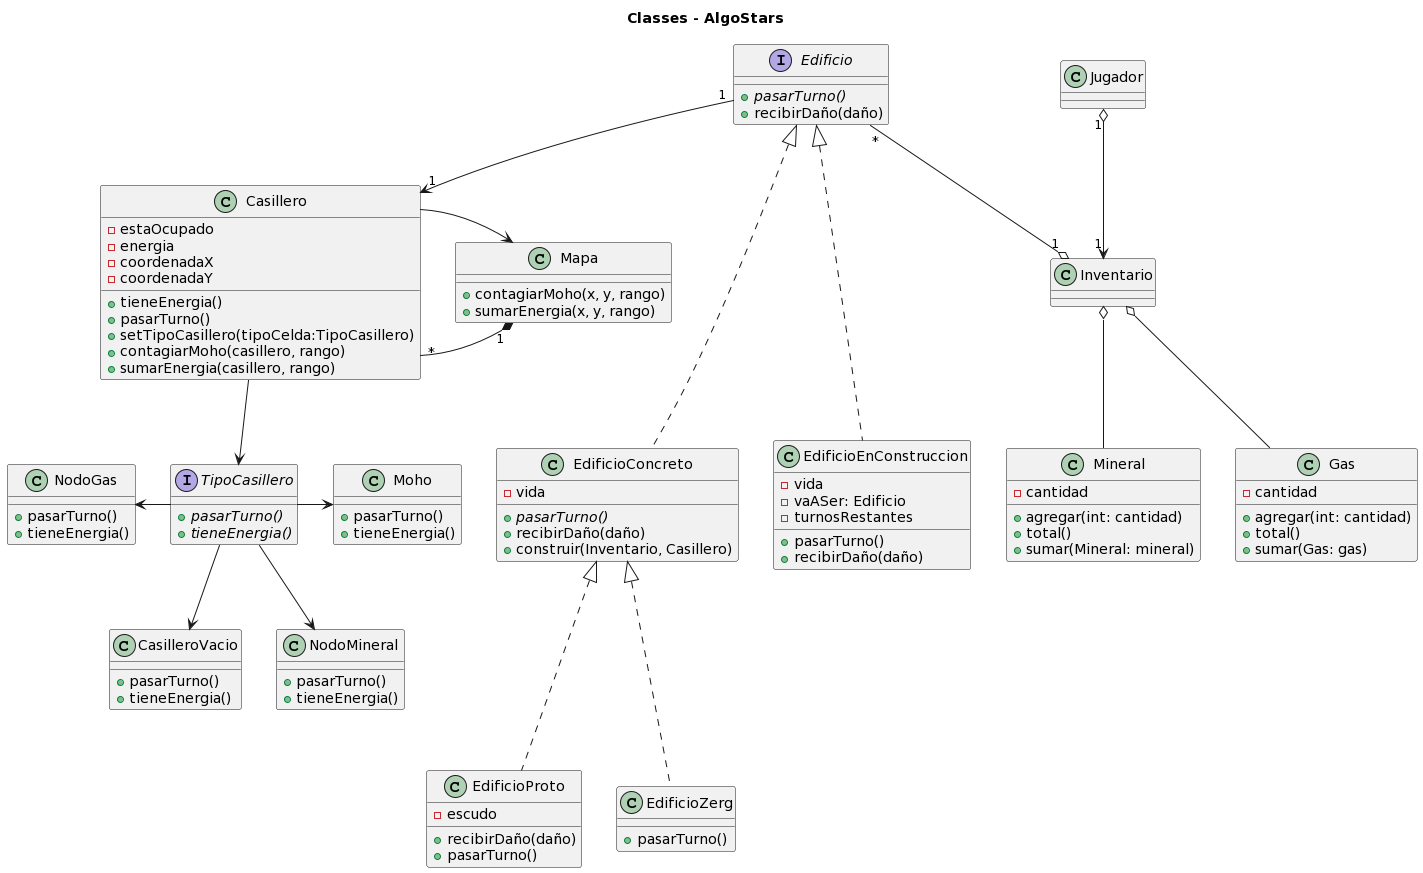 Classes - AlgoStars
I Edificio
pasarTurno()
recibirDaño(daño)
C Jugador
1
1
*
1
1
1
C Casillero
estaOcupado
energia
coordenadaX
coordenadaY
tieneEnergia()
pasarTurno()
setTipoCasillero(tipoCelda:TipoCasillero)
contagiarMoho(casillero, rango)
sumarEnergia(casillero, rango)
C Mapa
contagiarMoho(x, y, rango)
sumarEnergia(x, y, rango)
1
*
C Inventario
C NodoGas
pasarTurno()
tieneEnergia()
I TipoCasillero
pasarTurno()
tieneEnergia()
C Moho
pasarTurno()
tieneEnergia()
C EdificioConcreto
vida
pasarTurno()
recibirDaño(daño)
construir(Inventario, Casillero)
C EdificioEnConstruccion
vida
vaASer: Edificio
turnosRestantes
pasarTurno()
recibirDaño(daño)
C Mineral
cantidad
agregar(int: cantidad)
total()
sumar(Mineral: mineral)
C Gas
cantidad
agregar(int: cantidad)
total()
sumar(Gas: gas)
C CasilleroVacio
pasarTurno()
tieneEnergia()
C NodoMineral
pasarTurno()
tieneEnergia()
C EdificioProto
escudo
recibirDaño(daño)
pasarTurno()
C EdificioZerg
pasarTurno()